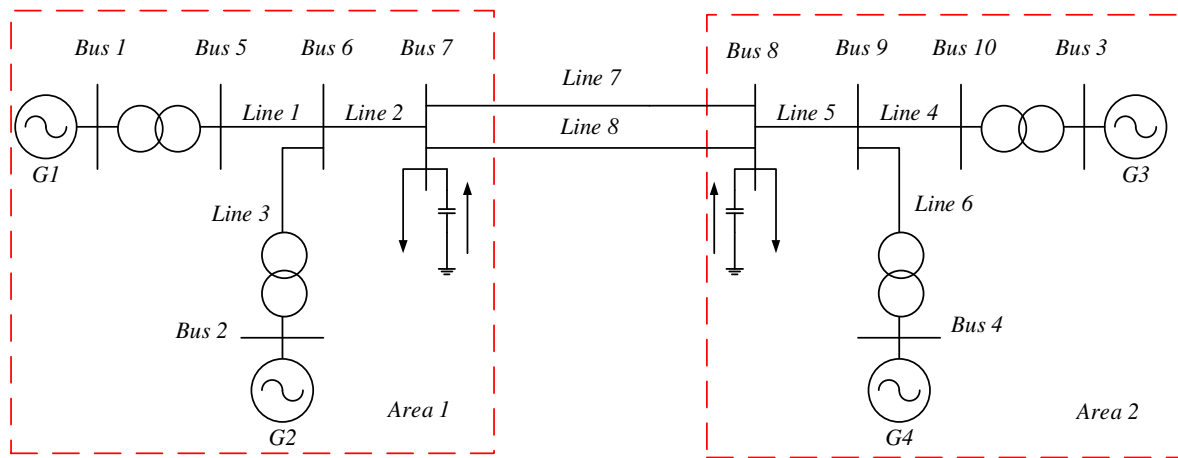 Bus 1
Bus 5
Bus 6
Bus 7
Bus 8
Bus 9
Bus 10
Bus 3
Line 7
Line 1
Line 2
Line 8
Line 5
Line 4
G1
G3
Line 3
Line 6
Bus 2
Bus 4
Area 1
Area 2
G2
G4